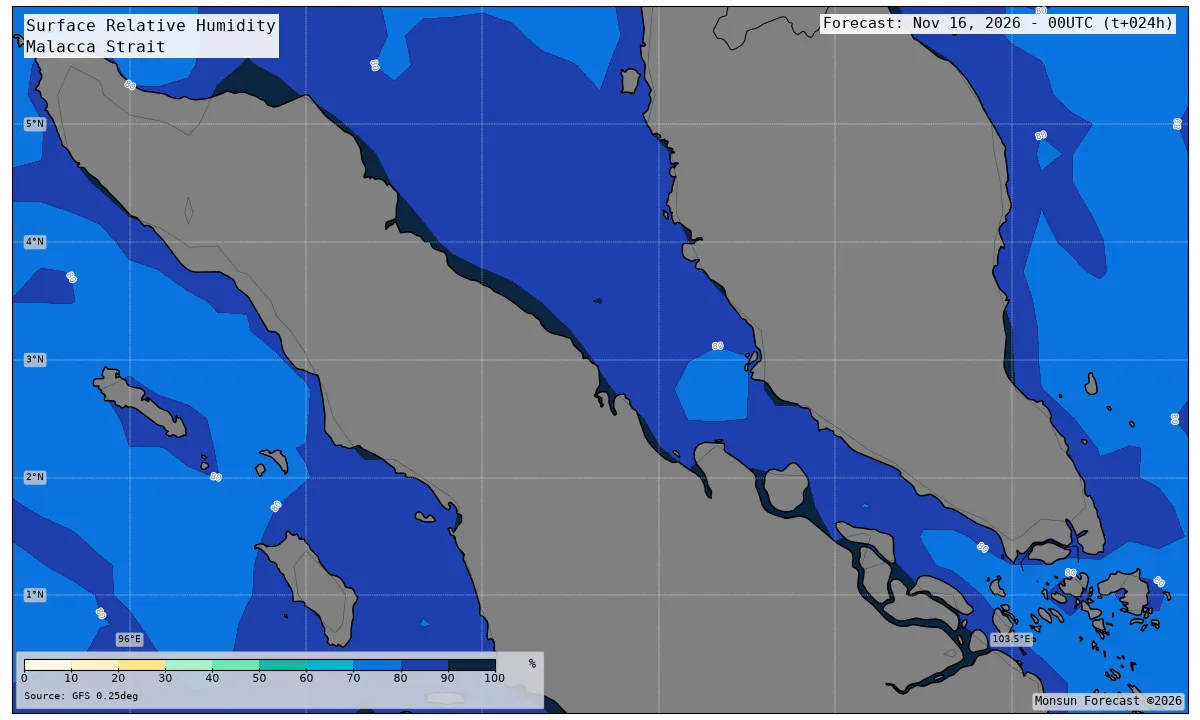 Surface Relative Humidity
Malacca Strait
Forecast: Nov 16, 2026 - 00UTC (t+024h)
80
80
80
80
80
5°N
4°N
80
3°N
80
80
2°N
80
80
80
80
80
1°N
80
96°E
103.5°E
%
0 10 20 30 40 50 60 70 80 90 100
Source: GFS 0.25deg
Monsun Forecast ©2026